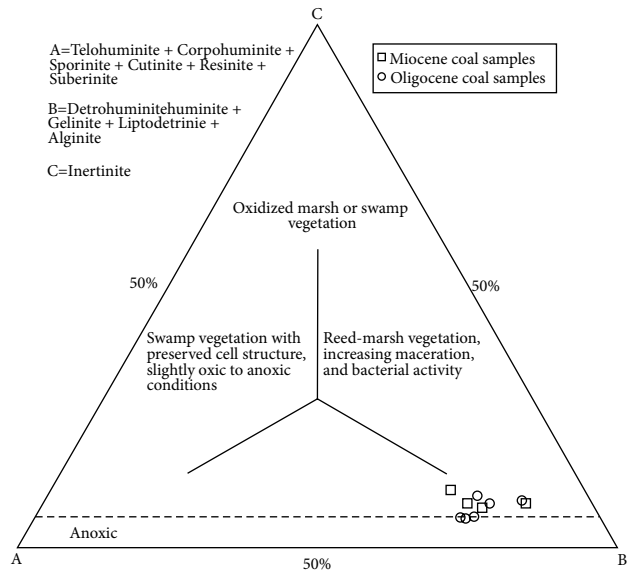 C
A=Telohuminite + Corpohuminite +
Sporinite + Cutinite + Resinite +
Suberinite
B=Detrohuminitehuminite +
Gelinite + Liptodetrinie +
Alginite
C=Inertinite
Miocene coal samples
Oligocene coal samples
Oxidized marsh or swamp
vegetation
50%
50%
Swamp vegetation with
preserved cell structure,
slightly oxic to anoxic
conditions
Reed-marsh vegetation,
increasing maceration,
and bacterial activity
Anoxic
A
50%
B